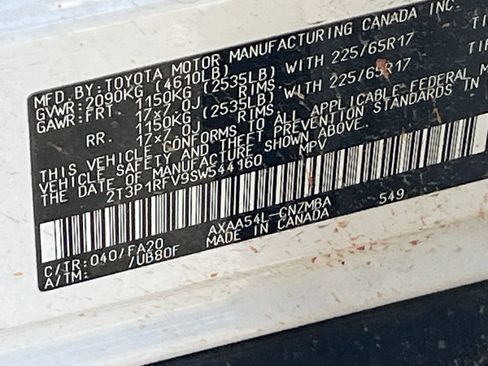 MFD. BY: TOYOTA MOTOR MANUFACTURING CANADA INC.
GVWR: 2090KG (4610LB)
GAWR: FRT. 1150KG (2535LB) WITH 225/65R17
17x7.0J RIMS,
RR. 1150KG (2535LB) WITH 225/65R17
17x7.0J RIMS,
THIS VEHICLE CONFORMS TO ALL APPLICABLE FEDERAL
VEHICLE SAFETY AND THEFT PREVENTION STANDARDS IN
THE DATE OF MANUFACTURE SHOWN
2T3P1RFV9SW544160 MPV
C/TR: 040/FA20 AXAA54L-CNZMBA 549
A/TM: /UB80F MADE IN CANADA